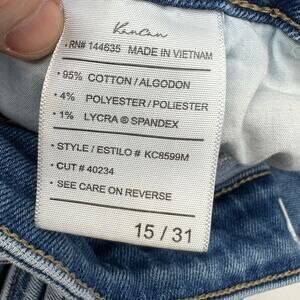 KanCan
• RN# 144635 MADE IN VIETNAM
• 95% COTTON / ALGODON
• 4% POLYESTER / POLIESTER
• 1% LYCRA ® SPANDEX
• STYLE / ESTILO # KC8599M
• CUT # 40234
• SEE CARE ON REVERSE
15 / 31